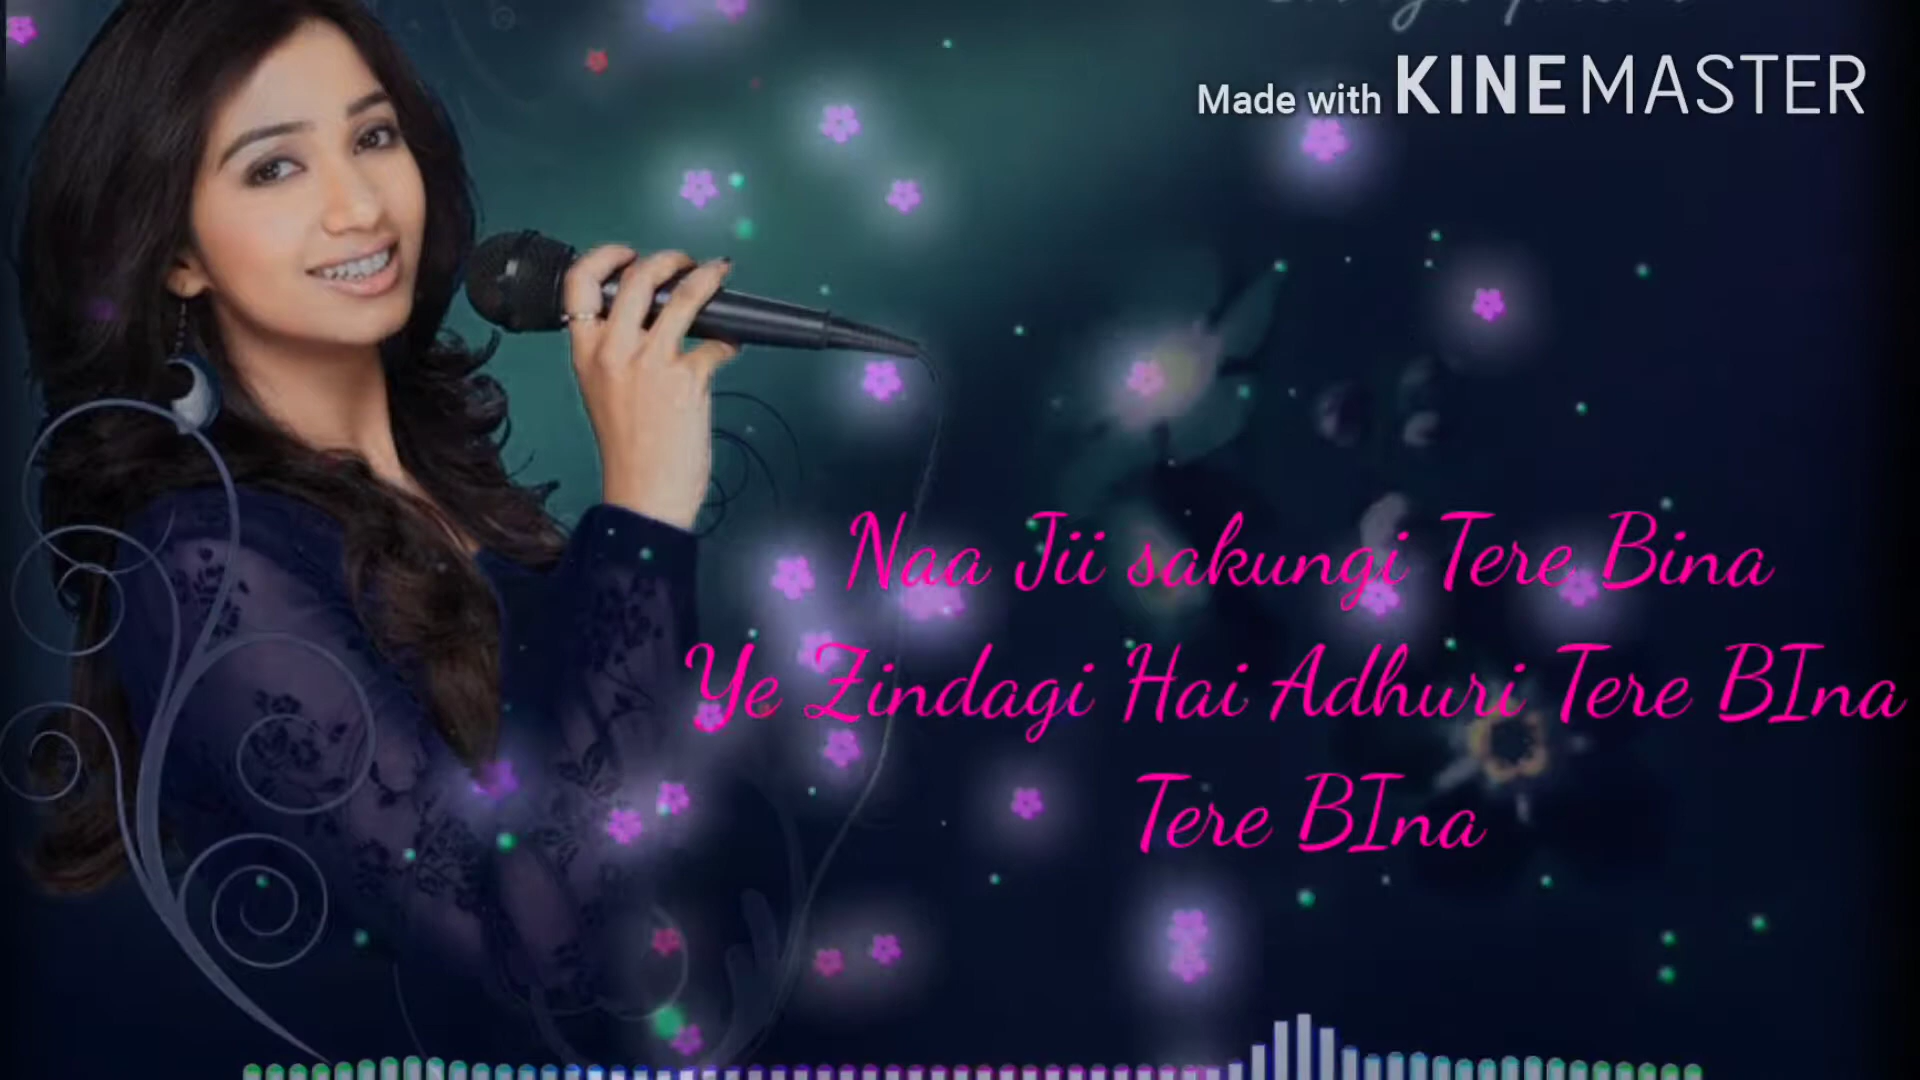 Made with KINEMASTER
Naa Jii sakungi Tere Bina
Ye Zindagi Hai Adhuri Tere BIna
Tere BIna